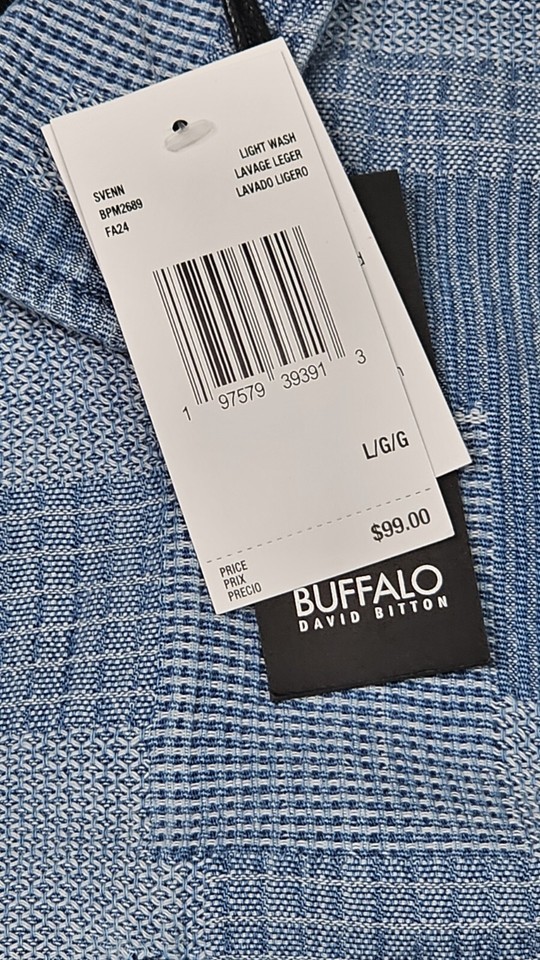 SVENN
BPM2689
FA24
LIGHT WASH
LAVAGE LEGER
LAVADO LIGERO
1 97579 39391 3
L/G/G
$99.00
PRICE
PRIX
PRECIO
BUFFALO
DAVID BITTON